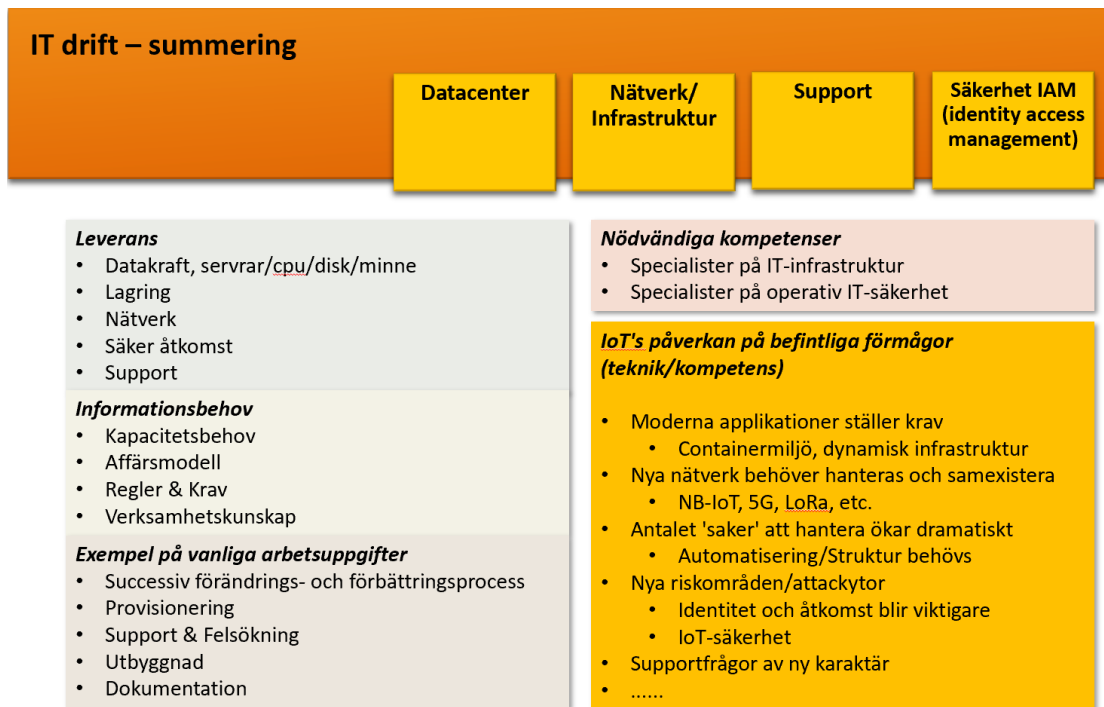 IT drift – summering
Datacenter
Nätverk/
Infrastruktur
Support
Säkerhet IAM
(identity access
management)
Leverans
• Datakraft, servrar/cpu/disk/minne
• Lagring
• Nätverk
• Säker åtkomst
• Support
Informationsbehov
• Kapacitetsbehov
• Affärsmodell
• Regler & Krav
• Verksamhetskunskap
Exempel på vanliga arbetsuppgifter
• Successiv förändrings- och förbättringsprocess
• Provisionering
• Support & Felsökning
• Utbyggnad
• Dokumentation
Nödvändiga kompetenser
• Specialister på IT-infrastruktur
• Specialister på operativ IT-säkerhet
IoT's påverkan på befintliga förmågor
(teknik/kompetens)
• Moderna applikationer ställer krav
• Containermiljö, dynamisk infrastruktur
• Nya nätverk behöver hanteras och samexistera
• NB-IoT, 5G, LoRa, etc.
• Antalet 'saker' att hantera ökar dramatiskt
• Automatisering/Struktur behövs
• Nya riskområden/attackytor
• Identitet och åtkomst blir viktigare
• IoT-säkerhet
• Supportfrågor av ny karaktär
• ......